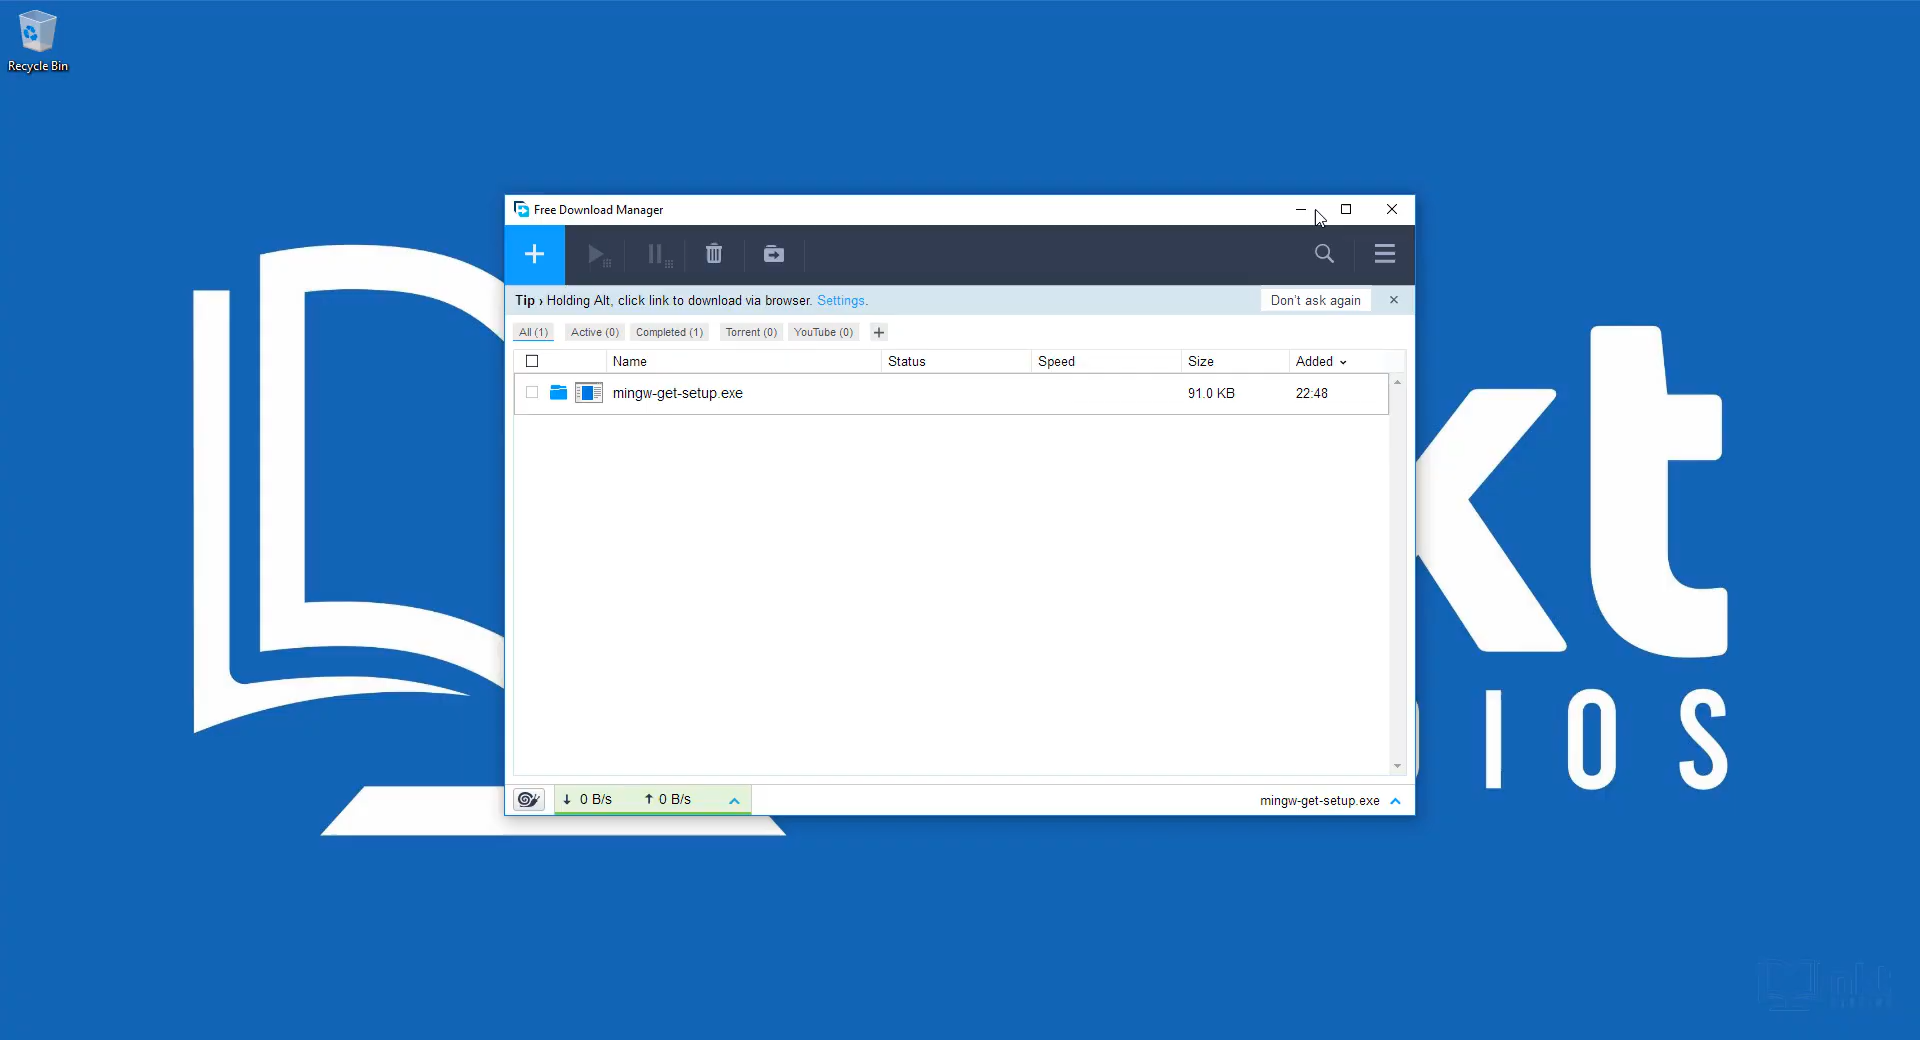 Recycle Bin
Free Download Manager
Tip › Holding Alt, click link to download via browser. Settings.
Don't ask again
All (1) Active (0) Completed (1) Torrent (0) YouTube (0)
Name Status Speed Size Added
mingw-get-setup.exe 91.0 KB 22:48
kt
IOS
0 B/s 0 B/s
mingw-get-setup.exe